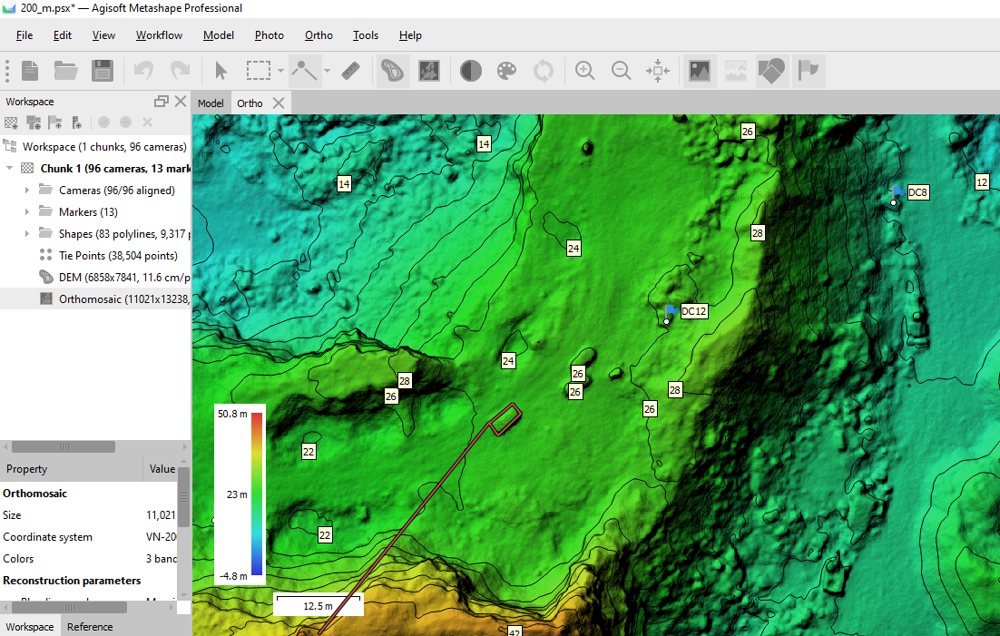 200_m.psx* — Agisoft Metashape Professional
File Edit View Workflow Model Photo Ortho Tools Help
Workspace
Model Ortho
Workspace (1 chunks, 96 cameras)
Chunk 1 (96 cameras, 13 mark
Cameras (96/96 aligned)
Markers (13)
Shapes (83 polylines, 9,317 p
Tie Points (38,504 points)
DEM (6858x7841, 11.6 cm/p
Orthomosaic (11021x13238,
Property Value
Orthomosaic
Size 11,021
Coordinate system VN-20
Colors 3 band
Reconstruction parameters
Workspace Reference
26
14
14
12
DC8
28
24
24
DC12
26
28
26
26
28
26
22
22
42
50.8 m
23 m
-4.8 m
12.5 m